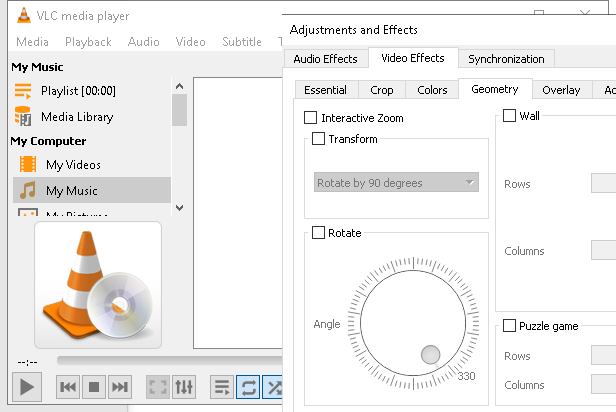 VLC media player
Media Playback Audio Video Subtitle
My Music
Playlist [00:00]
Media Library
My Computer
My Videos
My Music
My Pictures
--:--
Adjustments and Effects
Audio Effects Video Effects Synchronization
Essential Crop Colors Geometry Overlay
Interactive Zoom
Transform
Rotate by 90 degrees
Rotate
Angle
330
Wall
Rows
Columns
Puzzle game
Rows
Columns